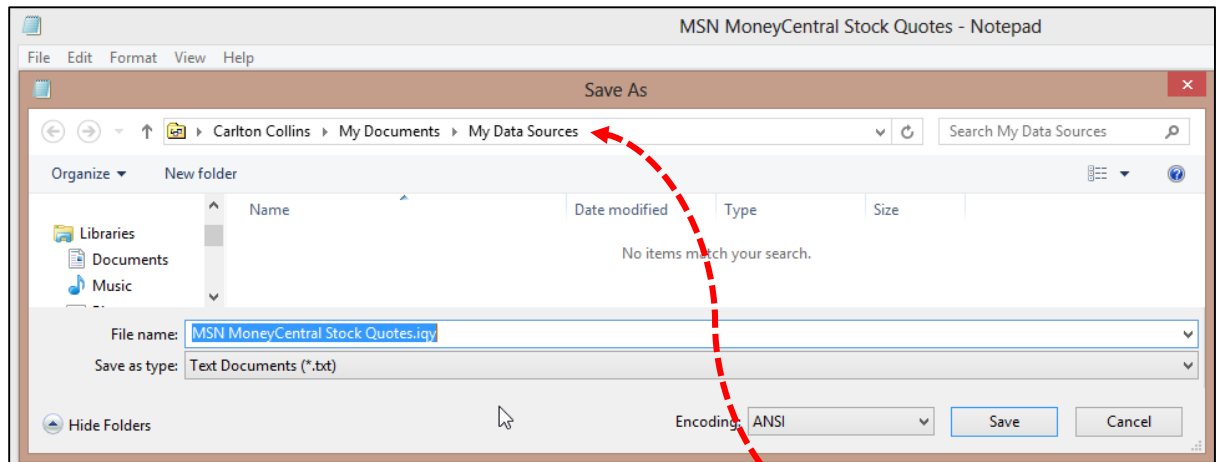 MSN MoneyCentral Stock Quotes - Notepad
File Edit Format View Help
Save As
Carlton Collins My Documents My Data Sources Search My Data Sources
Organize New folder
Name Date modified Type Size
Libraries
No items match your search.
Documents
Music
File name: MSN MoneyCentral Stock Quotes.iqy
Save as type: Text Documents (*.txt)
Hide Folders Encoding: ANSI Save Cancel